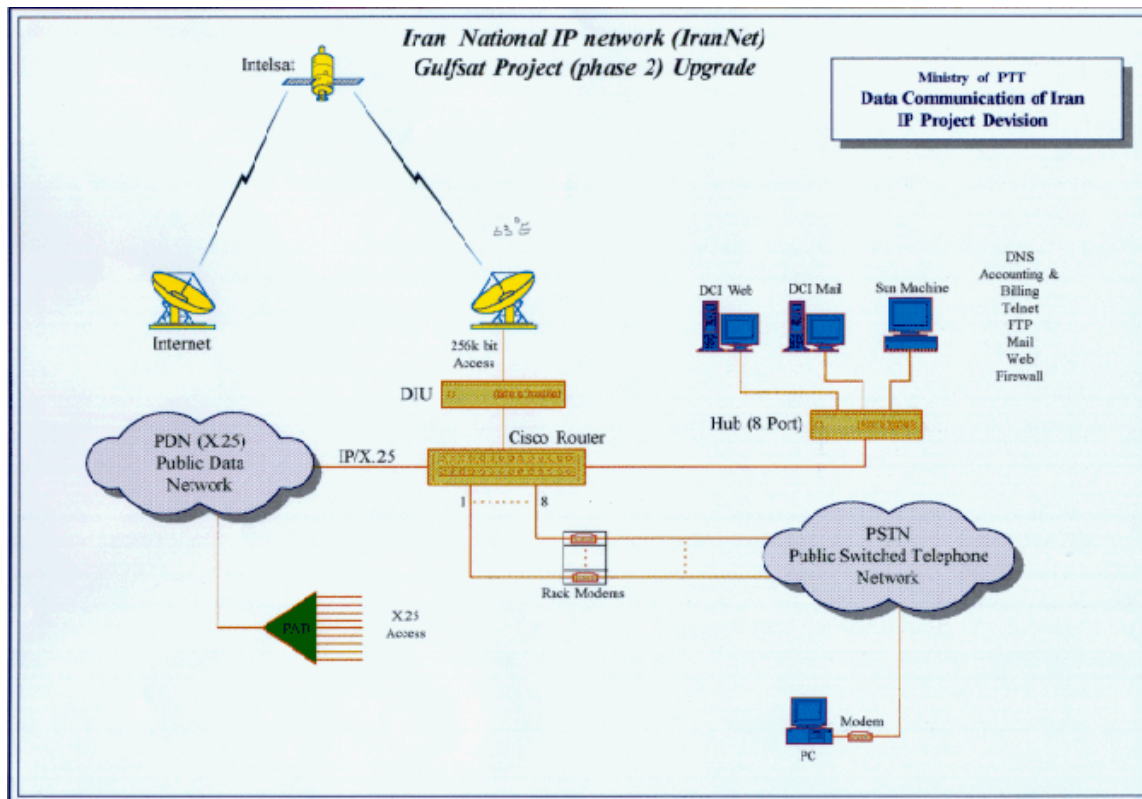 Iran National IP network (IranNet)
Gulfsat Project (phase 2) Upgrade
Intelsat
Ministry of PTT
Data Communication of Iran
IP Project Devision
63°E
Internet
256k bit
Access
DCI Web
DCI Mail
Sun Machine
DNS
Accounting &
Billing
Telnet
FTP
Mail
Web
Firewall
DIU
Hub (8 Port)
Cisco Router
PDN (X.25)
Public Data
Network
IP/X.25
1
8
PSTN
Public Switched Telephone
Network
Rack Modems
PAD
X.25
Access
Modem
PC